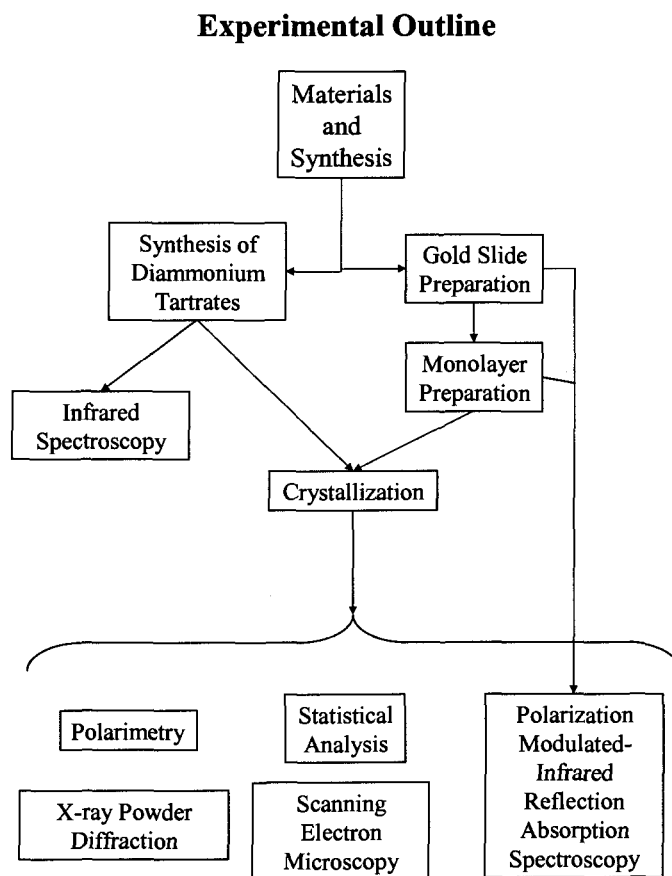 Experimental Outline
Materials
and
Synthesis
Synthesis of
Diammonium
Tartrates
Gold Slide
Preparation
Monolayer
Preparation
Infrared
Spectroscopy
Crystallization
Polarimetry
Statistical
Analysis
Polarization
Modulated-
Infrared
Reflection
Absorption
Spectroscopy
X-ray Powder
Diffraction
Scanning
Electron
Microscopy